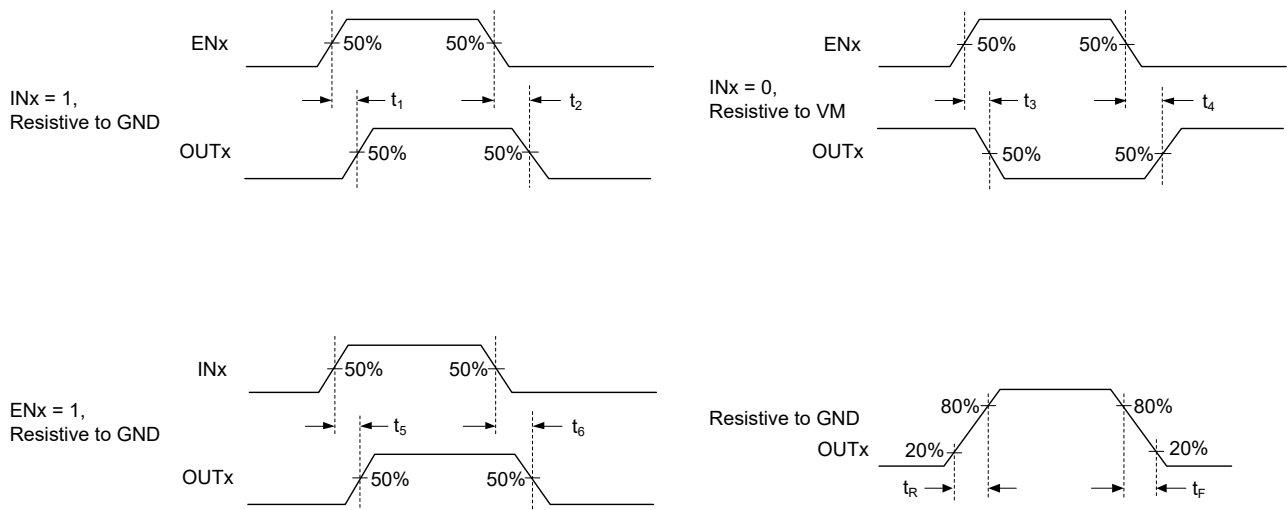 ENx
50%
50%
INx = 1,
Resistive to GND
t1
t2
OUTx
50%
50%
ENx
50%
50%
INx = 0,
Resistive to VM
t3
t4
OUTx
50%
50%
INx
50%
50%
ENx = 1,
Resistive to GND
t5
t6
OUTx
50%
50%
Resistive to GND
80%
80%
OUTx
20%
20%
tR
tF